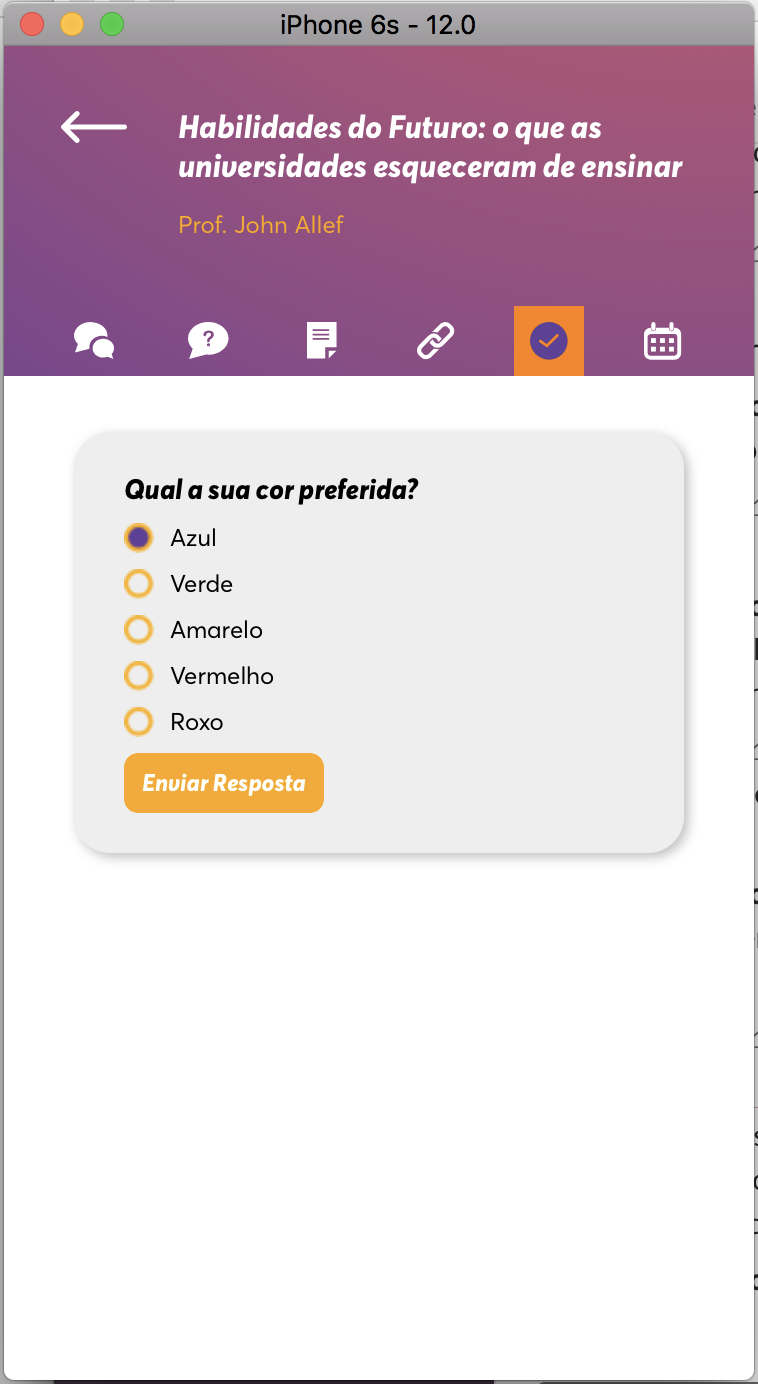 iPhone 6s - 12.0
Habilidades do Futuro: o que as
universidades esqueceram de ensinar
Prof. John Allef
?
Qual a sua cor preferida?
Azul
Verde
Amarelo
Vermelho
Roxo
Enviar Resposta